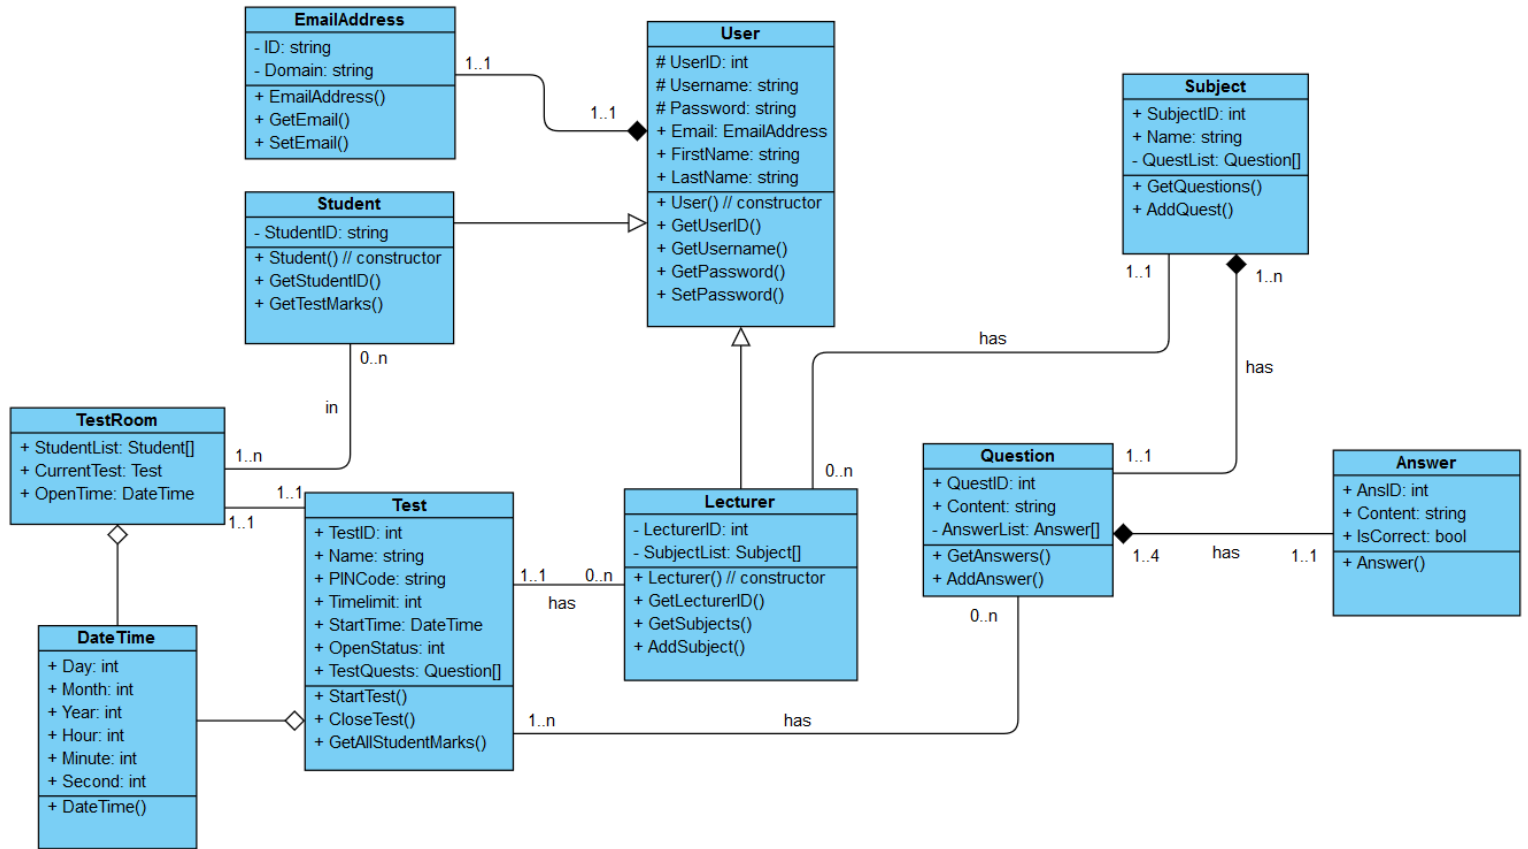 EmailAddress
- ID: string
- Domain: string
+ EmailAddress()
+ GetEmail()
+ SetEmail()
1..1
1..1
User
# UserID: int
# Username: string
# Password: string
+ Email: EmailAddress
+ FirstName: string
+ LastName: string
+ User() // constructor
+ GetUserID()
+ GetUsername()
+ GetPassword()
+ SetPassword()
Subject
+ SubjectID: int
+ Name: string
- QuestList: Question[]
+ GetQuestions()
+ AddQuest()
1..1
1..n
has
has
Student
- StudentID: string
+ Student() // constructor
+ GetStudentID()
+ GetTestMarks()
0..n
in
1..n
TestRoom
+ StudentList: Student[]
+ CurrentTest: Test
+ OpenTime: DateTime
1..1
1..1
Test
+ TestID: int
+ Name: string
+ PINCode: string
+ Timelimit: int
+ StartTime: DateTime
+ OpenStatus: int
+ TestQuests: Question[]
+ StartTest()
+ CloseTest()
+ GetAllStudentMarks()
1..1
0..n
has
0..n
Lecturer
- LecturerID: int
- SubjectList: Subject[]
+ Lecturer() // constructor
+ GetLecturerID()
+ GetSubjects()
+ AddSubject()
1..1
Question
+ QuestID: int
+ Content: string
- AnswerList: Answer[]
+ GetAnswers()
+ AddAnswer()
1..4
has
1..1
Answer
+ AnsID: int
+ Content: string
+ IsCorrect: bool
+ Answer()
0..n
1..n
has
DateTime
+ Day: int
+ Month: int
+ Year: int
+ Hour: int
+ Minute: int
+ Second: int
+ DateTime()